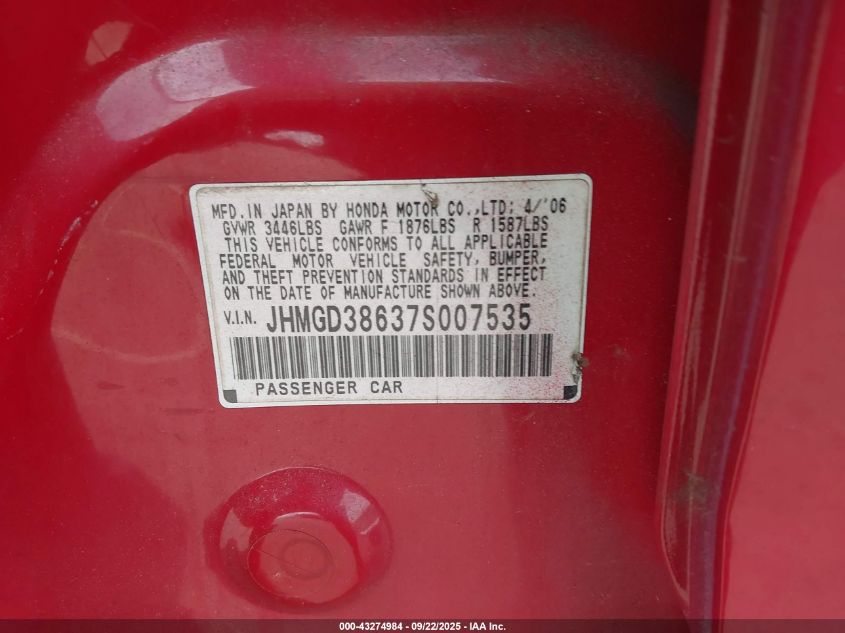 MFD. IN JAPAN BY HONDA MOTOR CO.,LTD; 4/'06
GVWR 3446LBS GAWR F 1876LBS R 1587LBS
THIS VEHICLE CONFORMS TO ALL APPLICABLE
FEDERAL MOTOR VEHICLE SAFETY, BUMPER,
AND THEFT PREVENTION STANDARDS IN EFFECT
ON THE DATE OF MANUFACTURE SHOWN ABOVE.
V.I.N. JHMGD38637S007535
PASSENGER CAR
000-43274984 - 09/22/2025 - IAA Inc.